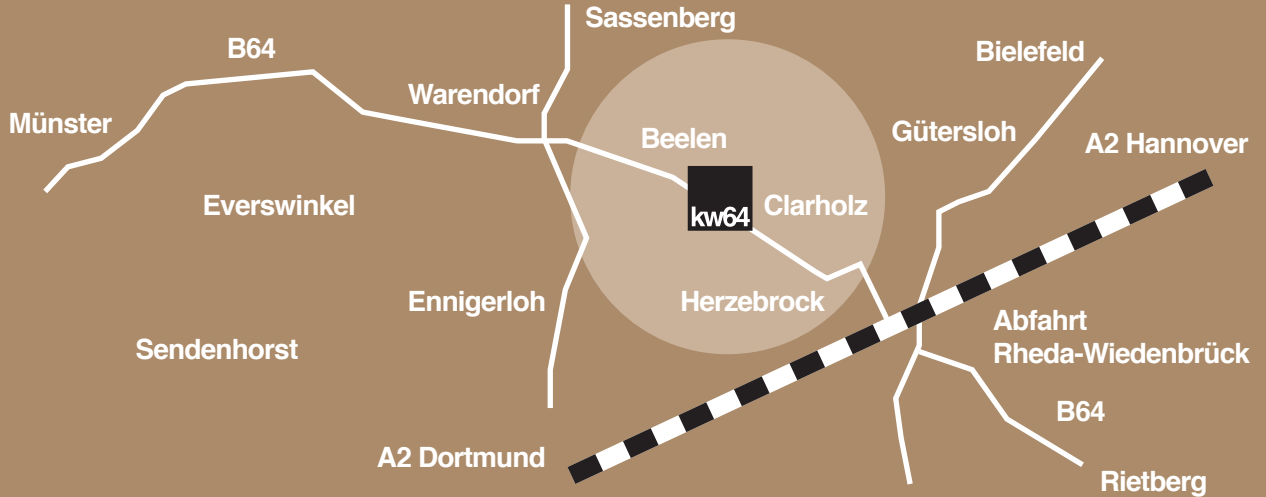 Sassenberg
B64
Bielefeld
Warendorf
Münster
Beelen
Gütersloh
A2 Hannover
Everswinkel
kw64
Clarholz
Ennigerloh
Herzebrock
Abfahrt
Rheda-Wiedenbrück
Sendenhorst
B64
A2 Dortmund
Rietberg